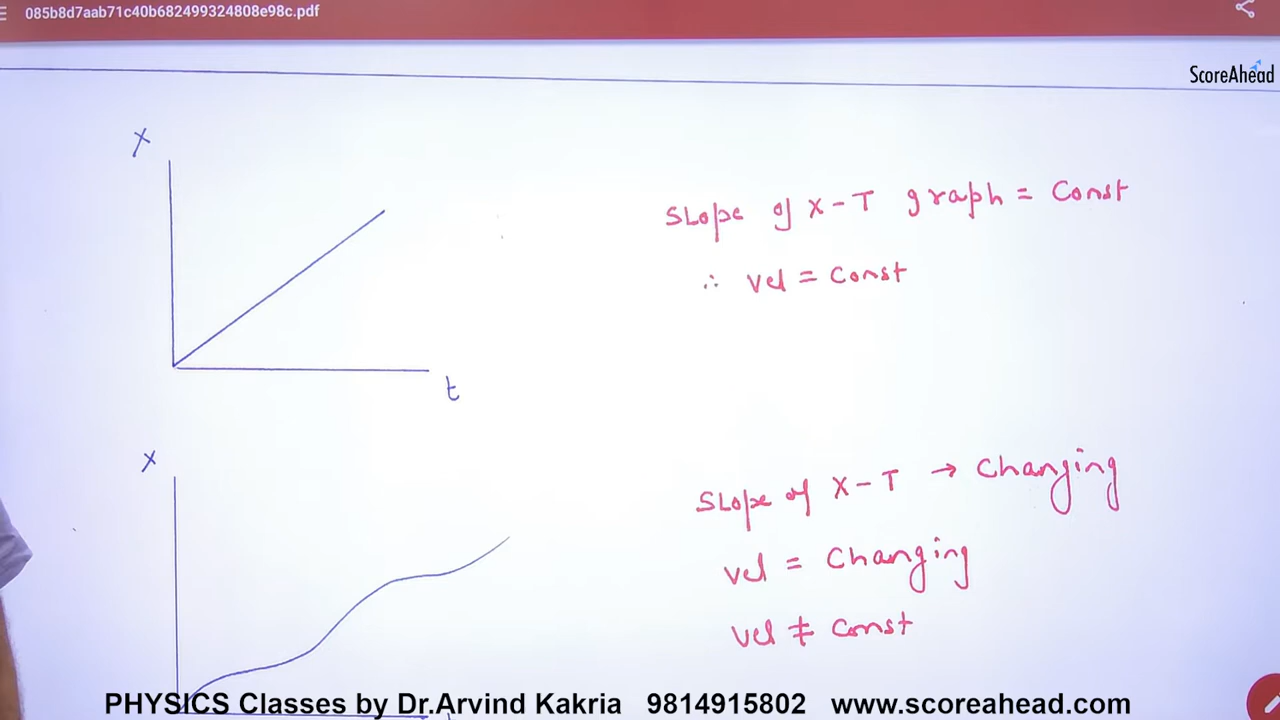 085b8d7aab71c40b682499324808e98c.pdf
ScoreAhead
X
Slope of X-T graph = Const
∴ vel = Const
t
X
Slope of X-T → Changing
vel = Changing
vel ≠ Const
PHYSICS Classes by Dr.Arvind Kakria 9814915802 www.scoreahead.com